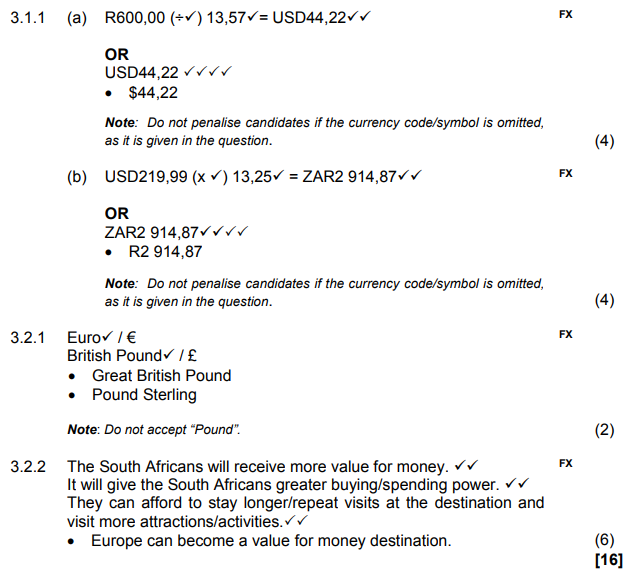 3.1.1 (a) R600,00 (÷✓) 13,57✓= USD44,22✓✓ FX
OR
USD44,22 ✓✓✓✓
• $44,22
Note: Do not penalise candidates if the currency code/symbol is omitted,
as it is given in the question. (4)
(b) USD219,99 (x ✓) 13,25✓ = ZAR2 914,87✓✓ FX
OR
ZAR2 914,87✓✓✓✓
• R2 914,87
Note: Do not penalise candidates if the currency code/symbol is omitted,
as it is given in the question. (4)
3.2.1 Euro✓ / € FX
British Pound✓ / £
• Great British Pound
• Pound Sterling
Note: Do not accept “Pound”. (2)
3.2.2 The South Africans will receive more value for money. ✓✓ FX
It will give the South Africans greater buying/spending power. ✓✓
They can afford to stay longer/repeat visits at the destination and
visit more attractions/activities.✓✓
• Europe can become a value for money destination. (6)
[16]